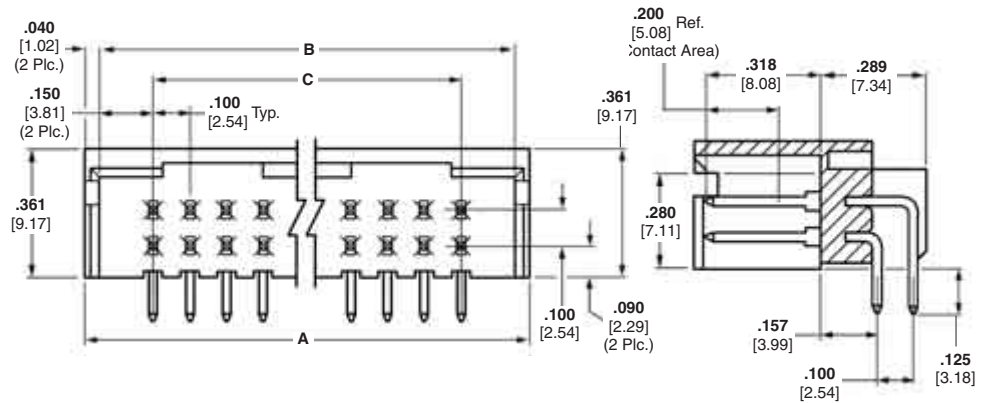 .040
[1.02]
(2 Plc.)
B
C
.150
[3.81]
(2 Plc.)
.100
[2.54] Typ.
.361
[9.17]
.361
[9.17]
A
.100
[2.54]
.090
[2.29]
(2 Plc.)
.200
[5.08] Ref.
Contact Area)
.318
[8.08]
.289
[7.34]
.280
[7.11]
.157
[3.99]
.100
[2.54]
.125
[3.18]